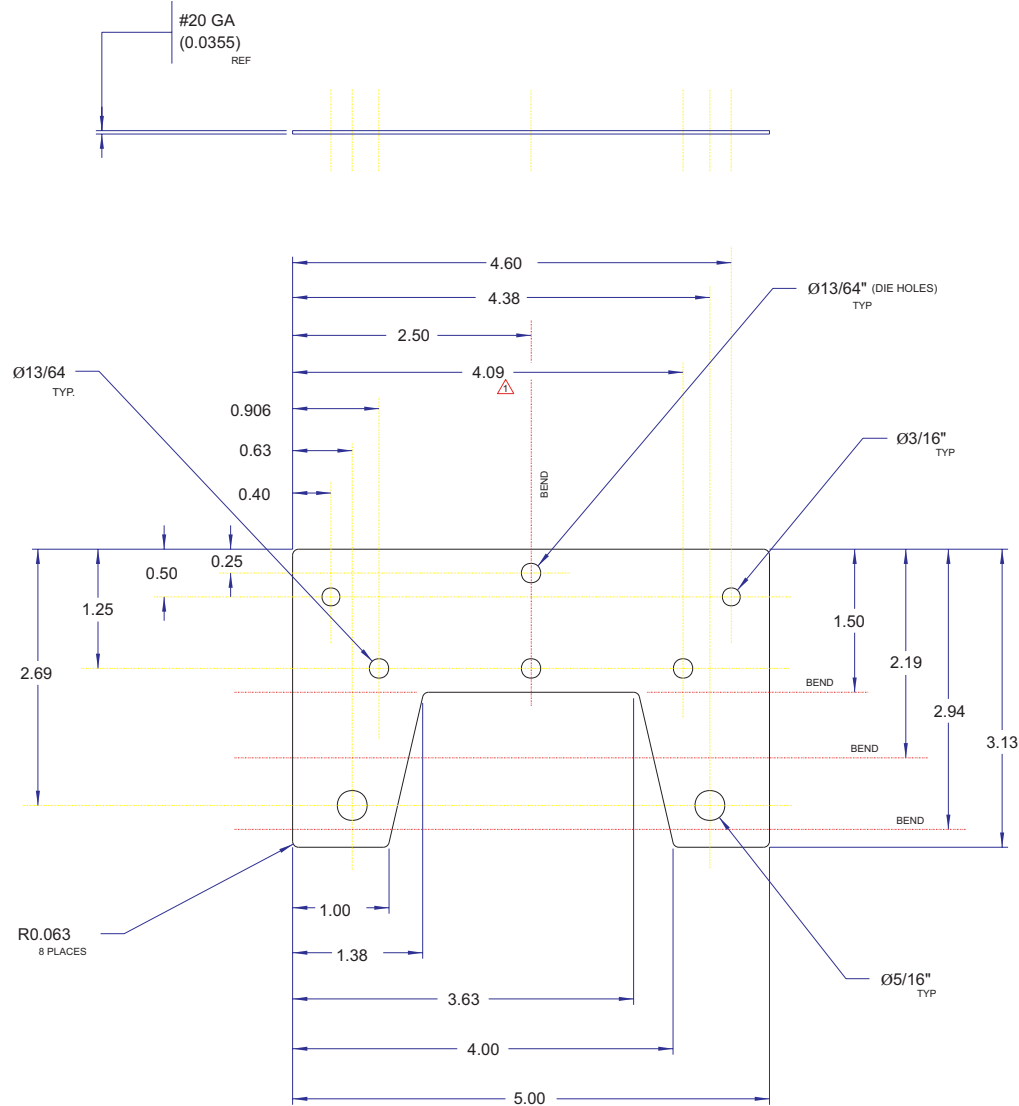 #20 GA
(0.0355)
REF
4.60
Ø13/64" (DIE HOLES)
TYP
4.38
2.50
Ø13/64
TYP.
4.09
1
0.906
Ø3/16"
TYP
0.63
BEND
0.40
0.25
0.50
1.25
1.50
2.69
2.19
BEND
2.94
3.13
BEND
BEND
1.00
R0.063
8 PLACES
1.38
Ø5/16"
TYP
3.63
4.00
5.00